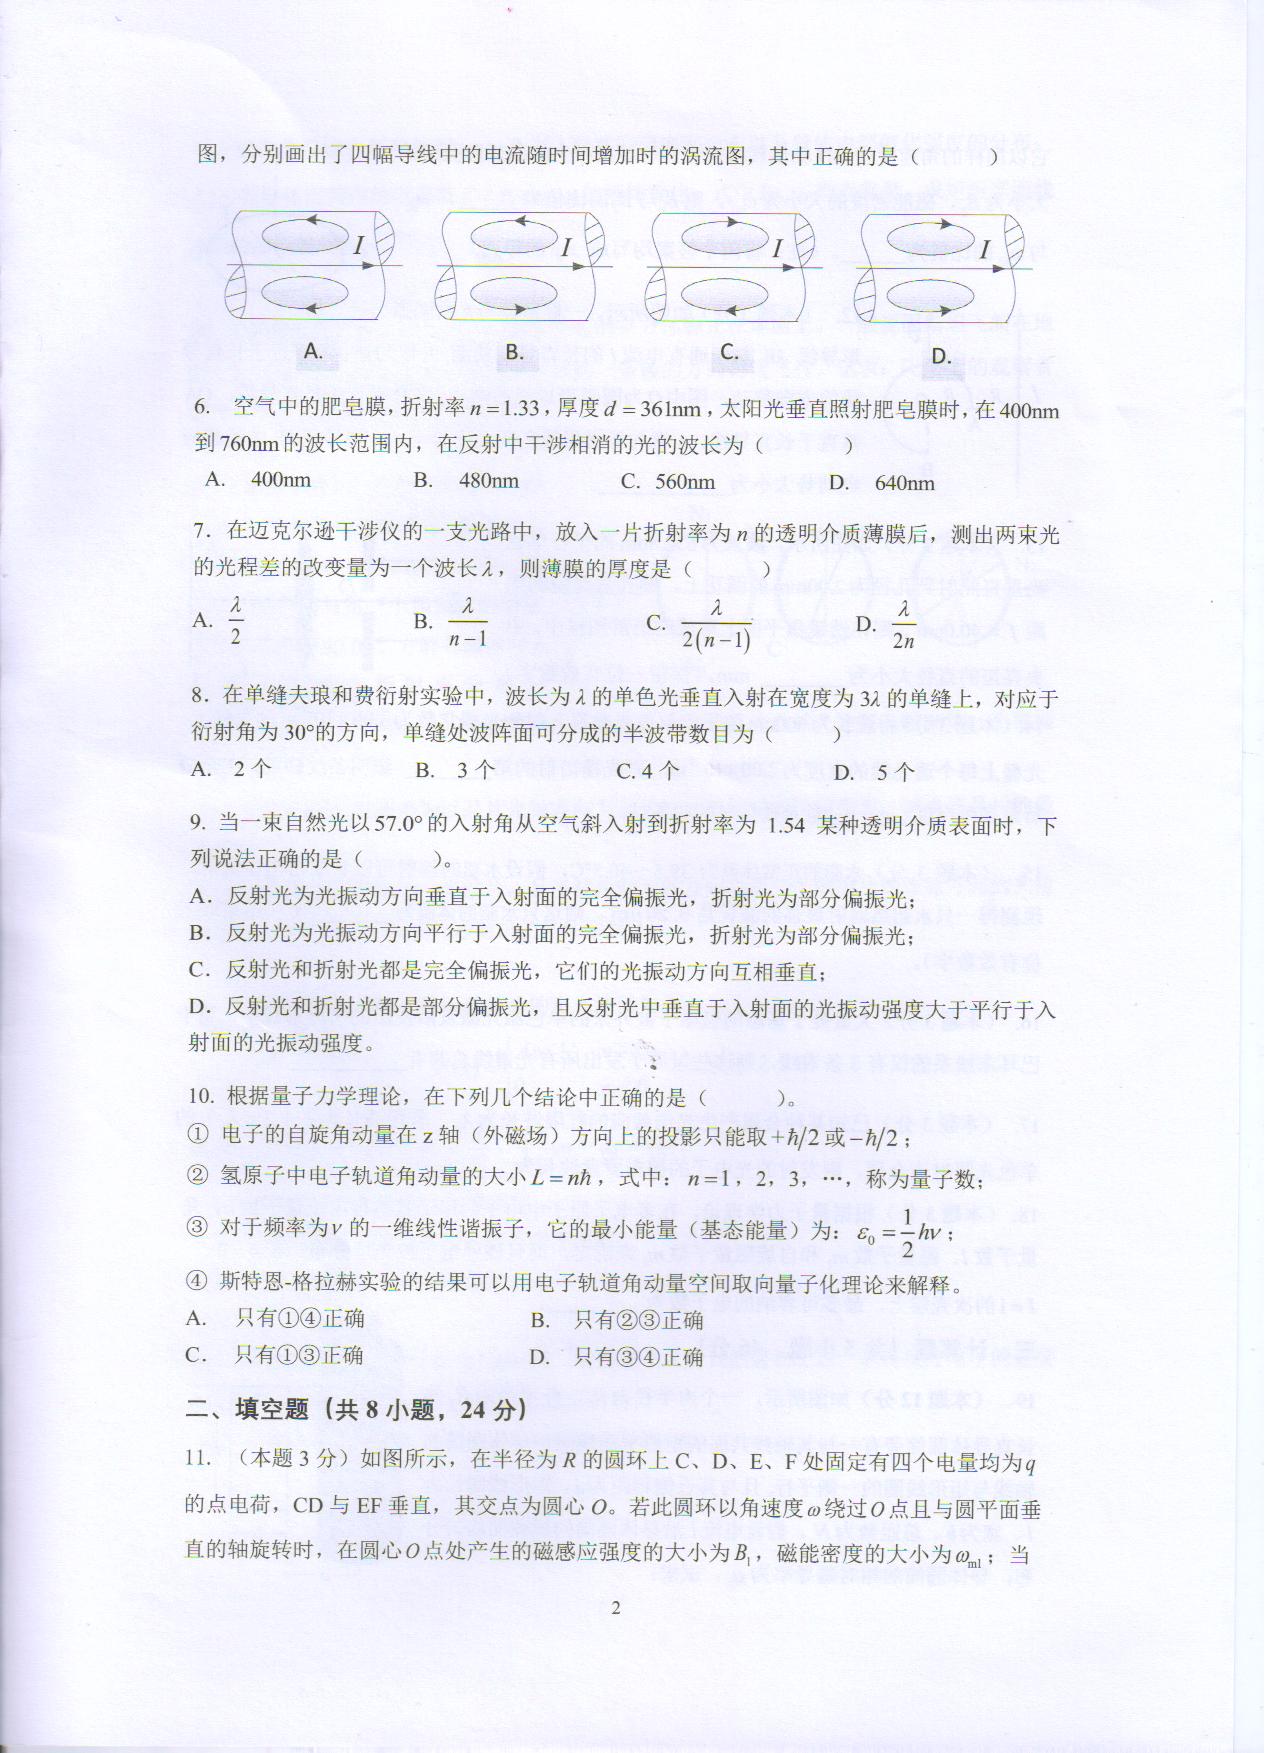 图，分别画出了四幅导线中的电流随时间增加时的涡流图，其中正确的是（
I I I I
A. B. C. D.
6. 空气中的肥皂膜，折射率n=1.33，厚度d=361nm，太阳光垂直照射肥皂膜时，在400nm
到760nm的波长范围内，在反射中干涉相消的光的波长为（ ）
A. 400nm B. 480nm C. 560nm D. 640nm
7. 在迈克尔逊干涉仪的一支光路中，放入一片折射率为 n 的透明介质薄膜后，测出两束光
的光程差的改变量为一个波长λ，则薄膜的厚度是（ ）
A. λ/2 B. λ/(n−1) C. λ/(2(n−1)) D. λ/(2n)
8．在单缝夫琅和费衍射实验中，波长为λ的单色光垂直入射在宽度为 3λ 的单缝上，对应于
衍射角为 30°的方向，单缝处波阵面可分成的半波带数目为（ ）
A. 2 个 B. 3 个 C. 4 个 D. 5 个
9. 当一束自然光以57.0°的入射角从空气斜入射到折射率为 1.54 某种透明介质表面时，下
列说法正确的是（ ）。
A．反射光为光振动方向垂直于入射面的完全偏振光，折射光为部分偏振光；
B．反射光为光振动方向平行于入射面的完全偏振光，折射光为部分偏振光；
C．反射光和折射光都是完全偏振光，它们的光振动方向互相垂直；
D．反射光和折射光都是部分偏振光，且反射光中垂直于入射面的光振动强度大于平行于入
射面的光振动强度。
10. 根据量子力学理论，在下列几个结论中正确的是（ ）。
① 电子的自旋角动量在 z 轴（外磁场）方向上的投影只能取+ħ/2或−ħ/2；
② 氢原子中电子轨道角动量的大小L=nħ，式中：n=1，2，3，…，称为量子数；
③ 对于频率为ν 的一维线性谐振子，它的最小能量（基态能量）为：ε₀=1/2hν；
④ 斯特恩-格拉赫实验的结果可以用电子轨道角动量空间取向量子化理论来解释。
A. 只有①④正确 B. 只有②③正确
C. 只有①③正确 D. 只有③④正确
二、填空题（共 8 小题，24 分）
11. （本题 3 分）如图所示，在半径为 R 的圆环上 C、D、E、F 处固定有四个电量均为q
的点电荷，CD 与 EF 垂直，其交点为圆心 O。若此圆环以角速度ω绕过O点且与圆平面垂
直的轴旋转时，在圆心O点处产生的磁感应强度的大小为B₁，磁能密度的大小为ωm1；当
2